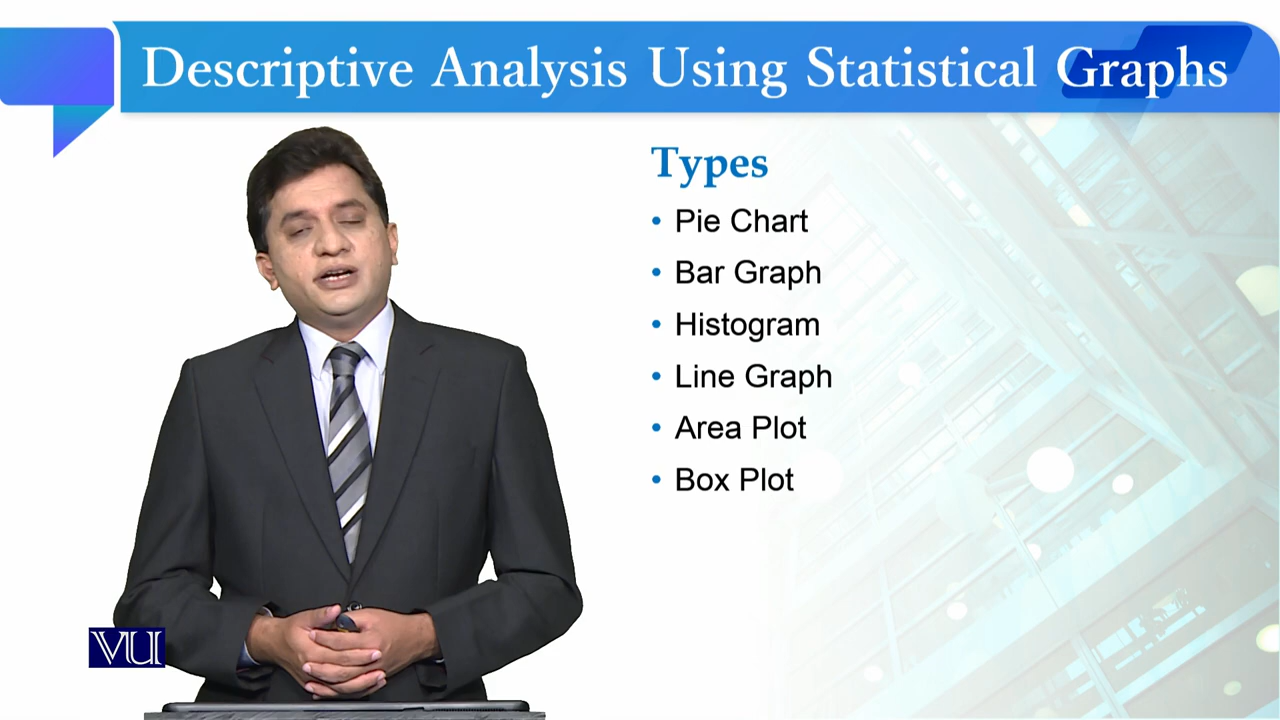 Descriptive Analysis Using Statistical Graphs
Types
• Pie Chart
• Bar Graph
• Histogram
• Line Graph
• Area Plot
• Box Plot
VU